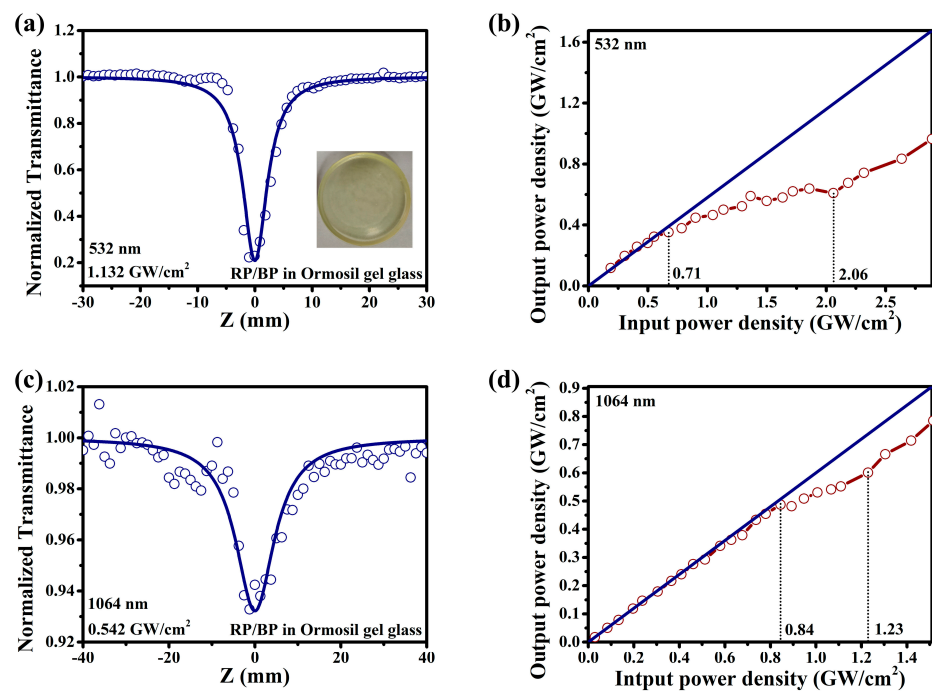 (a)
Normalized Transmittance
1.2
1.0
0.8
0.6
0.4
0.2
532 nm
1.132 GW/cm²
RP/BP in Ormosil gel glass
-30 -20 -10 0 10 20 30
Z (mm)
(b)
Output power density (GW/cm²)
1.6
1.2
0.8
0.4
0.0
532 nm
0.71
2.06
0.0 0.5 1.0 1.5 2.0 2.5
Input power density (GW/cm²)
(c)
Normalized Transmittance
1.02
1.00
0.98
0.96
0.94
0.92
1064 nm
0.542 GW/cm²
RP/BP in Ormosil gel glass
-40 -20 0 20 40
Z (mm)
(d)
Output power density (GW/cm²)
0.9
0.8
0.7
0.6
0.5
0.4
0.3
0.2
0.1
0.0
1064 nm
0.84
1.23
0.0 0.2 0.4 0.6 0.8 1.0 1.2 1.4
Intput power density (GW/cm²)